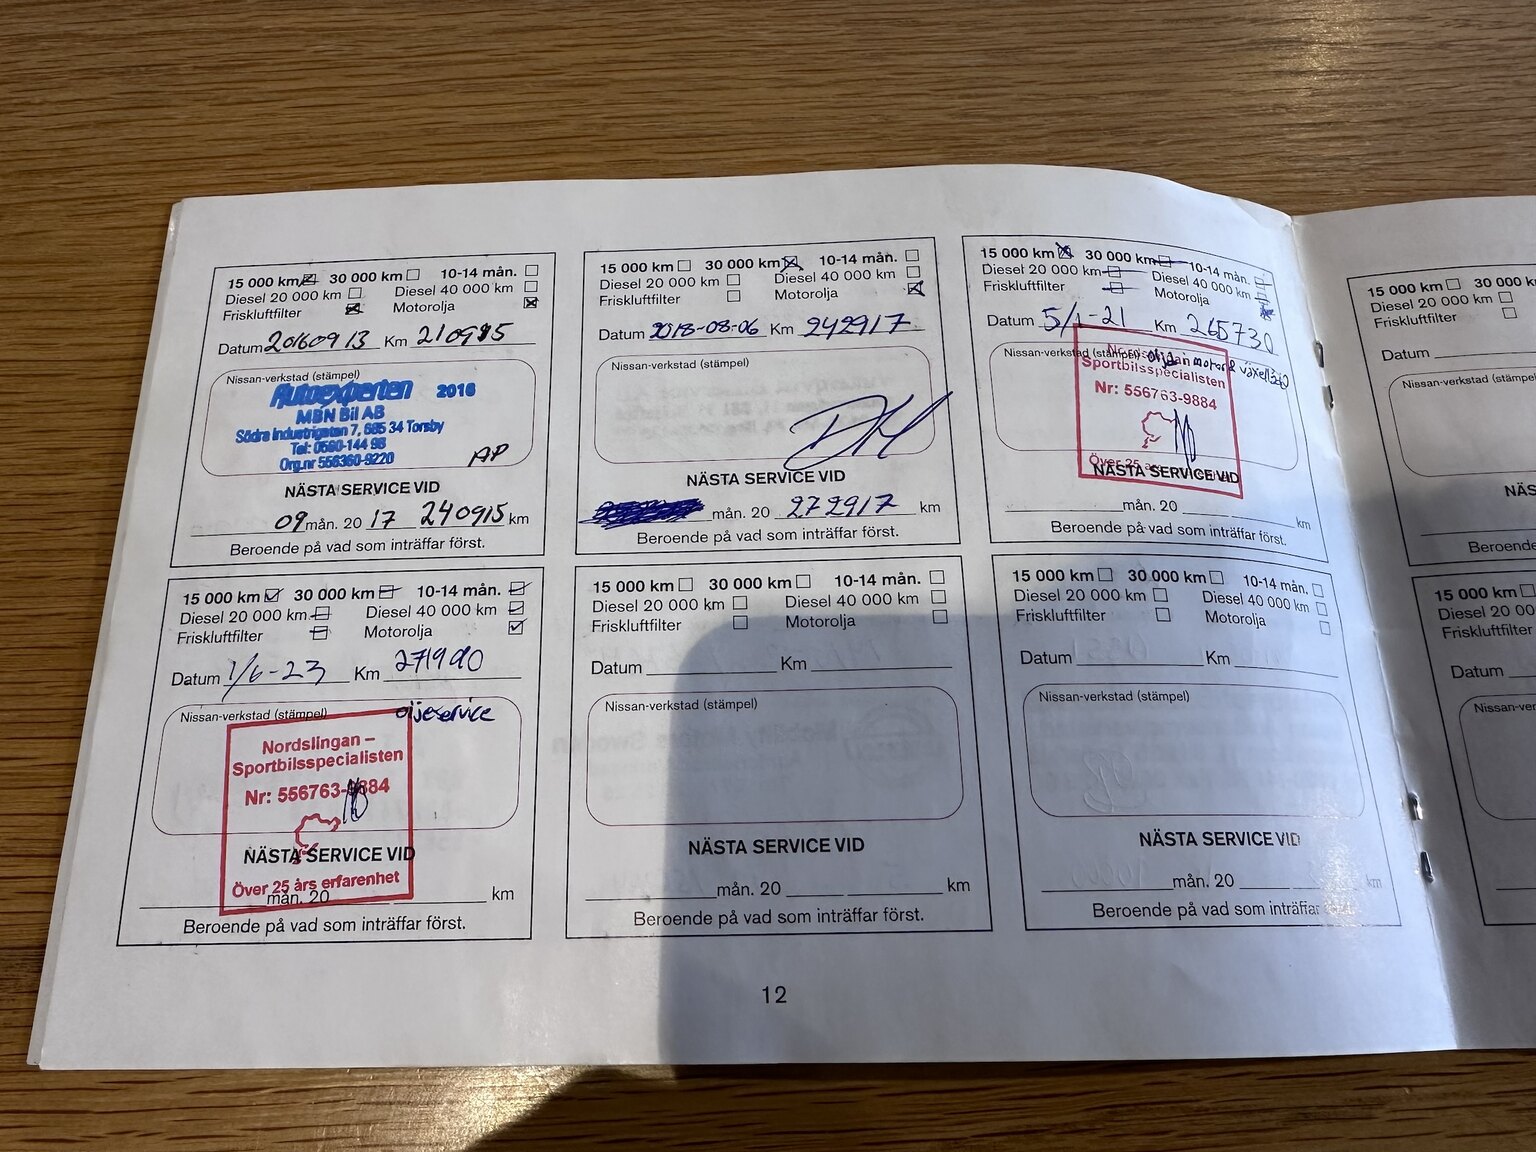 15 000 km 30 000 km 10-14 mån.
Diesel 20 000 km Diesel 40 000 km
Friskluftfilter Motorolja
Datum 20160913 Km 210915
Nissan-verkstad (stämpel)
Autoexperten 2016
MBN Bil AB
Södra Industrigatan 7, 685 34 Torsby
Tel: 0560-144 98
Org.nr 556360-9220
AP
NÄSTA SERVICE VID
09 mån. 20 17 240915 km
Beroende på vad som inträffar först.
15 000 km 30 000 km 10-14 mån.
Diesel 20 000 km Diesel 40 000 km
Friskluftfilter Motorolja
Datum 2018-08-06 Km 242917
Nissan-verkstad (stämpel)
NÄSTA SERVICE VID
mån. 20 272917 km
Beroende på vad som inträffar först.
15 000 km 30 000 km 10-14 mån.
Diesel 20 000 km Diesel 40 000 km
Friskluftfilter Motorolja
Datum 5/1-21 Km 265730
Nissan-verkstad (stämpel)
Sportbilsspecialisten
Nr: 556763-9884
Över 25
NÄSTA SERVICE VID
mån. 20 km
Beroende på vad som inträffar först.
15 000 km 30 000 km 10-14 mån.
Diesel 20 000 km Diesel 40 000 km
Friskluftfilter Motorolja
Datum 1/6-23 Km 271990
Nissan-verkstad (stämpel) oljeservice
Nordslingan –
Sportbilsspecialisten
Nr: 556763-9884
NÄSTA SERVICE VID
Över 25 års erfarenhet
mån. 20 km
Beroende på vad som inträffar först.
15 000 km 30 000 km 10-14 mån.
Diesel 20 000 km Diesel 40 000 km
Friskluftfilter Motorolja
Datum Km
Nissan-verkstad (stämpel)
NÄSTA SERVICE VID
mån. 20 km
Beroende på vad som inträffar först.
15 000 km 30 000 km 10-14 mån.
Diesel 20 000 km Diesel 40 000 km
Friskluftfilter Motorolja
Datum Km
Nissan-verkstad (stämpel)
NÄSTA SERVICE VID
mån. 20 km
Beroende på vad som inträffar först.
12
15 000 km 30 000
Diesel 20 000 km
Friskluftfilter
Datum
Nissan-verkstad (stämpel)
NÄS
Beroende
15 000 km
Diesel 20 00
Friskluftfilter
Datum
Nissan-ver